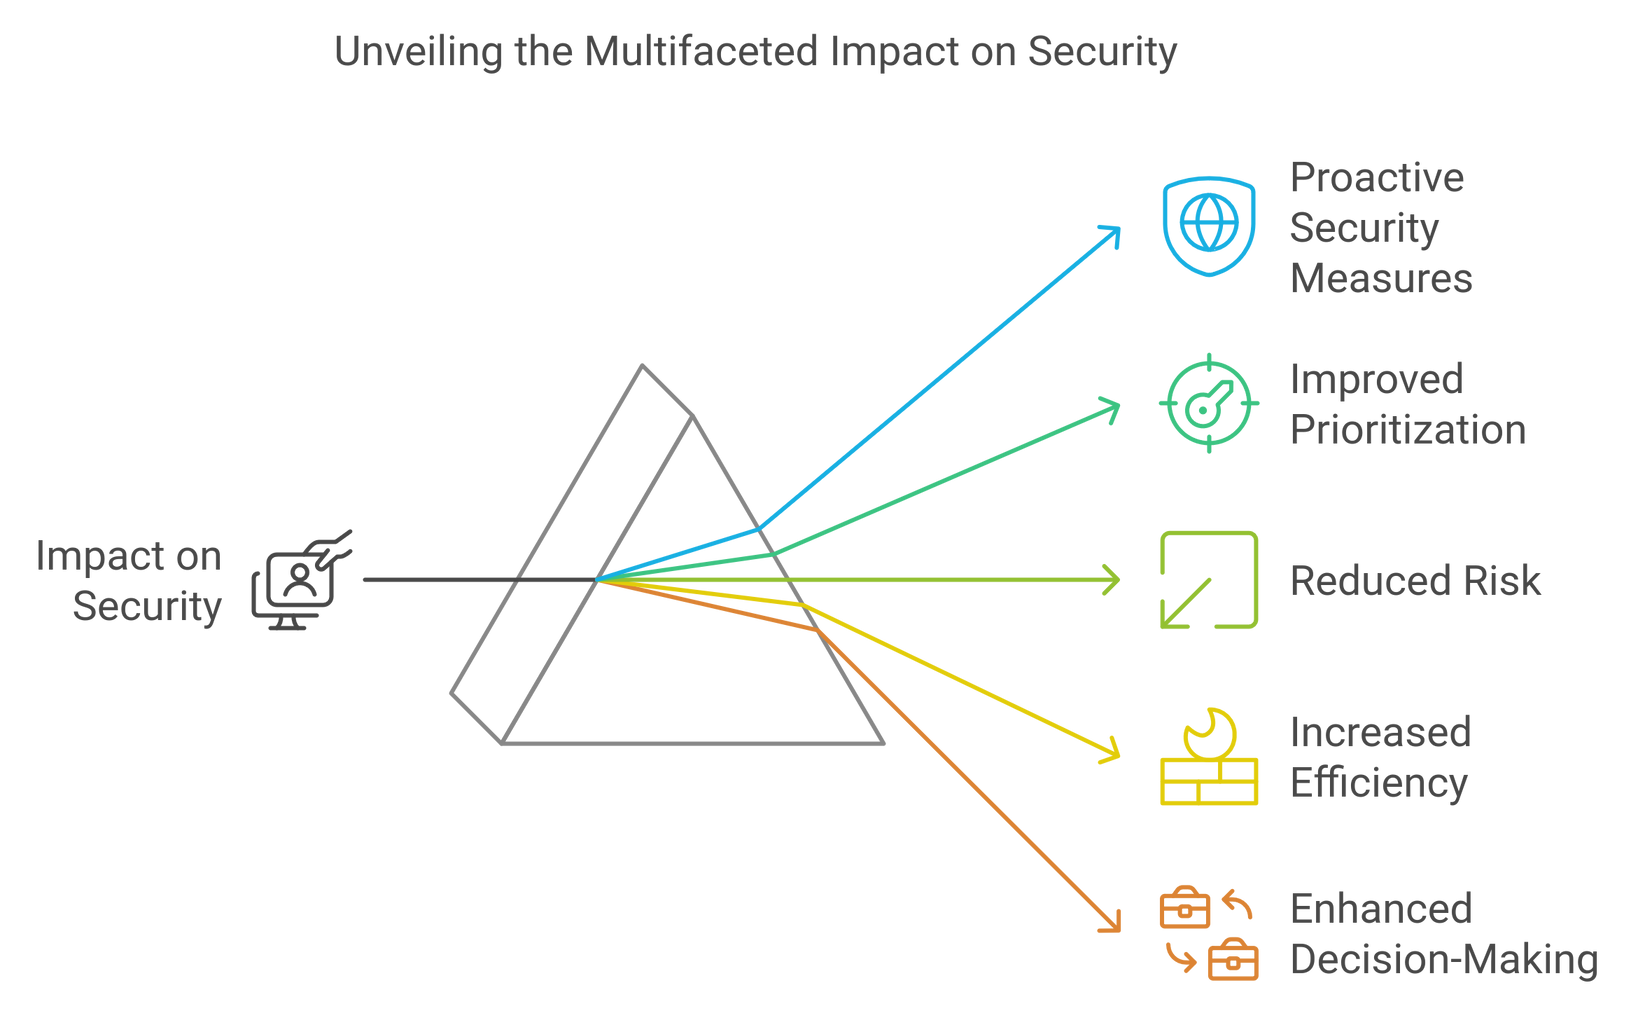 Unveiling the Multifaceted Impact on Security
Impact on
Security
Proactive
Security
Measures
Improved
Prioritization
Reduced Risk
Increased
Efficiency
Enhanced
Decision-Making